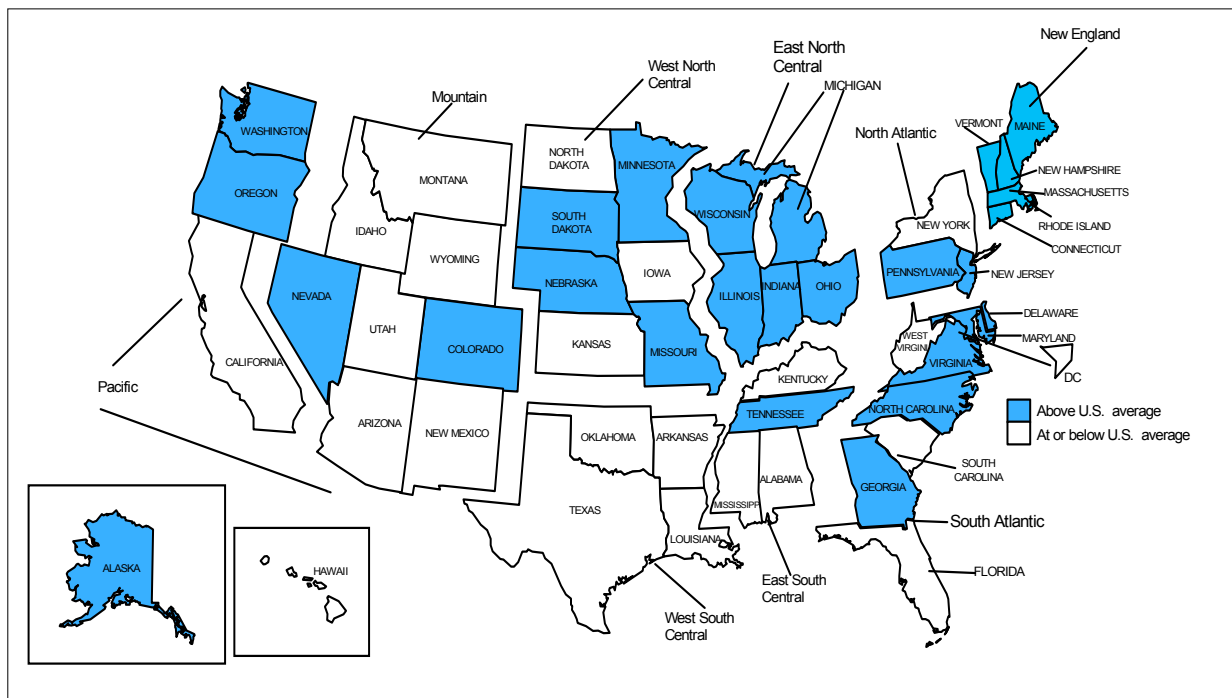 New England
East North
Central
West North
Central
MICHIGAN
Mountain
VERMONT
MAINE
North Atlantic
WASHINGTON
NORTH
DAKOTA
MINNESOTA
MONTANA
NEW HAMPSHIRE
OREGON
MASSACHUSETTS
WISCONSIN
SOUTH
DAKOTA
IDAHO
NEW YORK
RHODE ISLAND
CONNECTICUT
WYOMING
IOWA
PENNSYLVANIA
NEW JERSEY
NEBRASKA
NEVADA
ILLINOIS
INDIANA
OHIO
DELAWARE
UTAH
KANSAS
WEST
VIRGINI
MARYLAND
COLORADO
MISSOURI
CALIFORNIA
VIRGINIA
DC
KENTUCKY
Pacific
NORTH CAROLINA
TENNESSEE
Above U.S. average
ARIZONA
NEW MEXICO
OKLAHOMA
ARKANSAS
At or below U.S. average
SOUTH
CAROLINA
ALABAMA
GEORGIA
MISSISSIPP
TEXAS
South Atlantic
LOUISIANA
ALASKA
HAWAII
East South
Central
FLORIDA
West South
Central